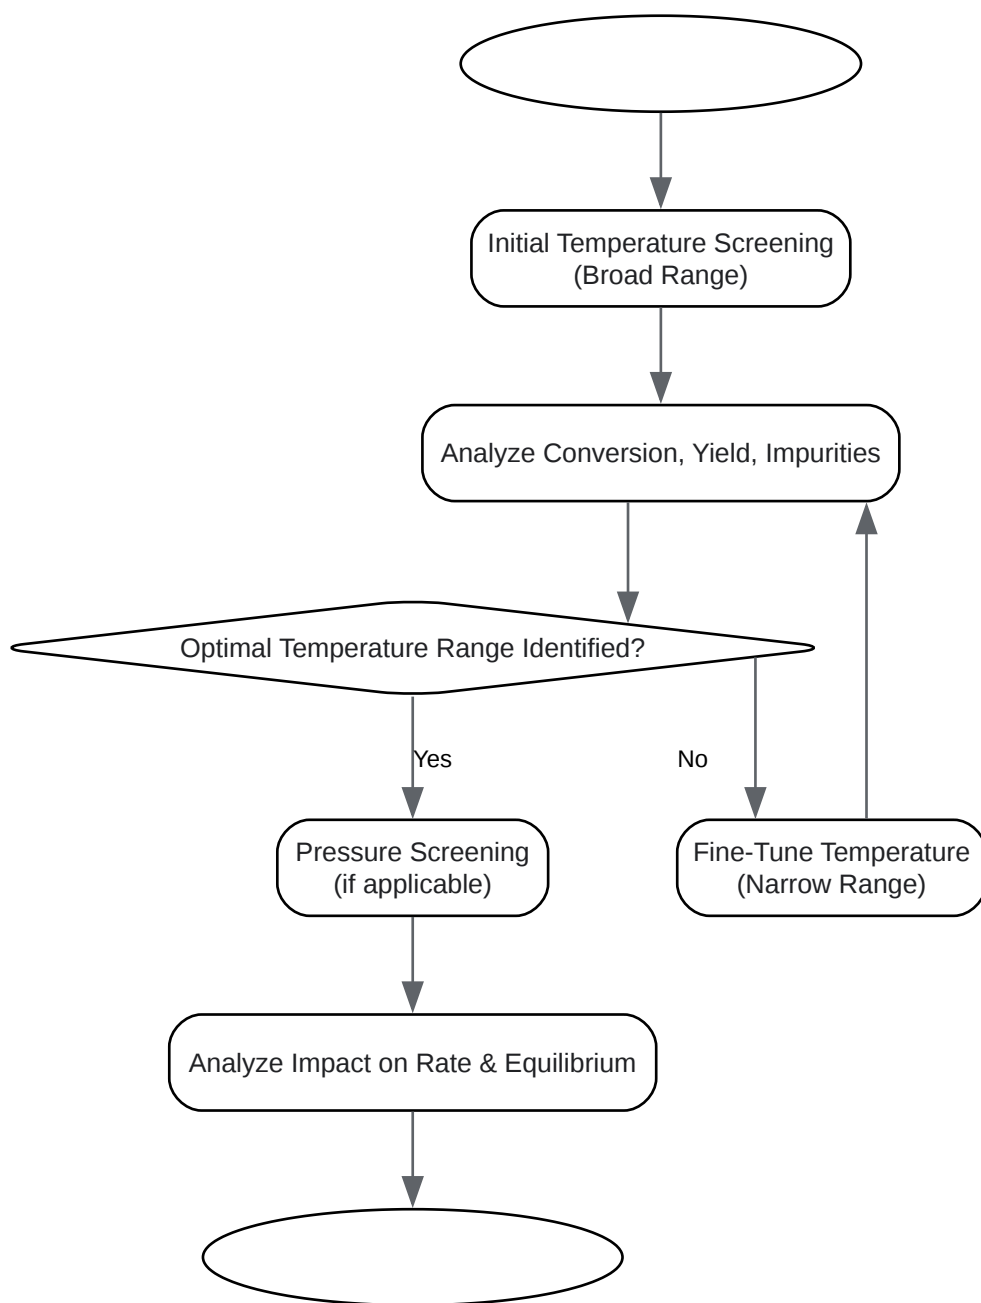 Initial Temperature Screening
(Broad Range)
Analyze Conversion, Yield, Impurities
Optimal Temperature Range Identified?
Yes
No
Pressure Screening
(if applicable)
Fine-Tune Temperature
(Narrow Range)
Analyze Impact on Rate & Equilibrium